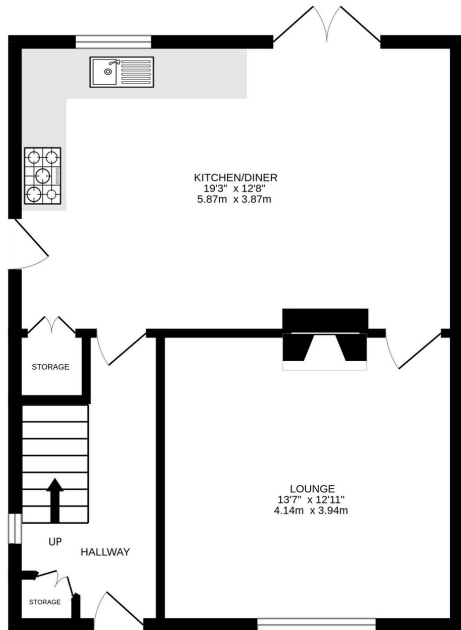 KITCHEN/DINER
19'3" x 12'8"
5.87m x 3.87m
STORAGE
LOUNGE
13'7" x 12'11"
4.14m x 3.94m
UP
HALLWAY
STORAGE